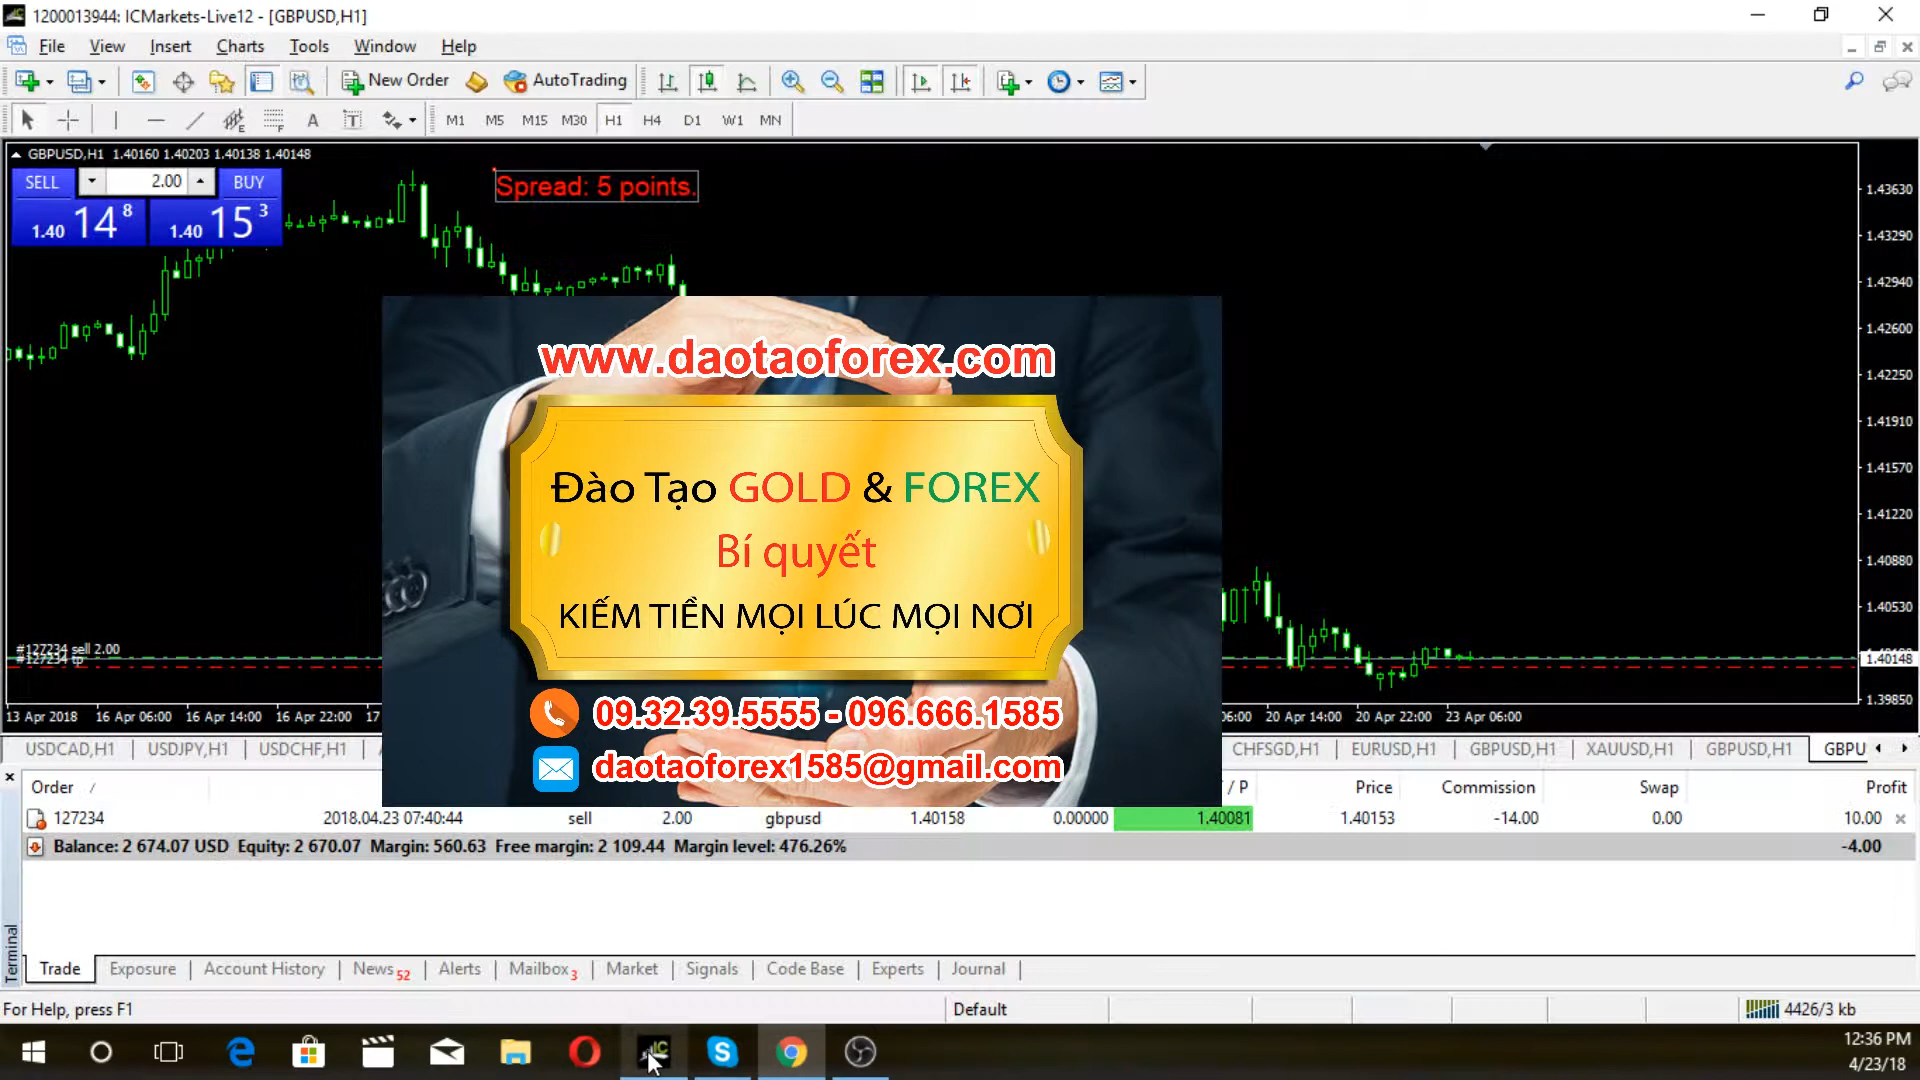 1200013944: ICMarkets-Live12 - [GBPUSD,H1]
File View Insert Charts Tools Window Help
New Order AutoTrading
A T M1 M5 M15 M30 H1 H4 D1 W1 MN
GBPUSD,H1 1.40160 1.40203 1.40138 1.40148
SELL 2.00 BUY
1.40 14 8 1.40 15 3
Spread: 5 points.
1.43630
1.43290
1.42940
1.42600
1.42250
1.41910
1.41570
1.41220
1.40880
1.40530
1.40148
1.39850
www.daotaoforex.com
Đào Tạo GOLD & FOREX
Bí quyết
KIẾM TIỀN MỌI LÚC MỌI NƠI
09.32.39.5555 - 096.666.1585
daotaoforex1585@gmail.com
#127234 sell 2.00
#127234 tp
13 Apr 2018 16 Apr 06:00 16 Apr 14:00 16 Apr 22:00 17 06:00 20 Apr 14:00 20 Apr 22:00 23 Apr 06:00
USDCAD,H1 USDJPY,H1 USDCHF,H1 CHFSGD,H1 EURUSD,H1 GBPUSD,H1 XAUUSD,H1 GBPUSD,H1 GBPU
Order / / P Price Commission Swap Profit
127234 2018.04.23 07:40:44 sell 2.00 gbpusd 1.40158 0.00000 1.40081 1.40153 -14.00 0.00 10.00
Balance: 2 674.07 USD Equity: 2 670.07 Margin: 560.63 Free margin: 2 109.44 Margin level: 476.26% -4.00
Terminal
Trade Exposure Account History News 52 Alerts Mailbox 3 Market Signals Code Base Experts Journal
For Help, press F1 Default 4426/3 kb
12:36 PM
4/23/18